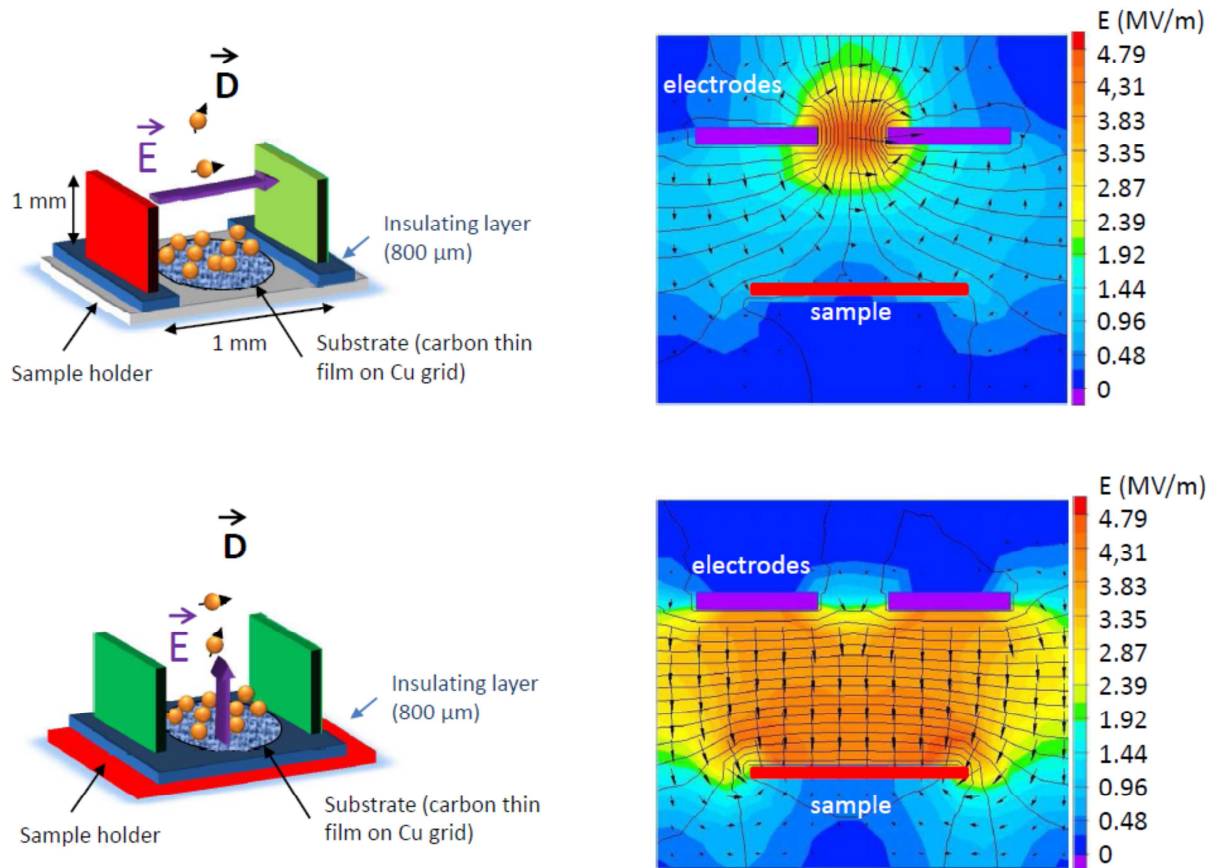 D
E
1 mm
Insulating layer
(800 µm)
1 mm
Substrate (carbon thin
film on Cu grid)
Sample holder
E (MV/m)
electrodes
sample
4.79
4,31
3.83
3.35
2.87
2.39
1.92
1.44
0.96
0.48
0
D
E
Insulating layer
(800 µm)
Substrate (carbon thin
film on Cu grid)
Sample holder
E (MV/m)
electrodes
sample
4.79
4,31
3.83
3.35
2.87
2.39
1.92
1.44
0.96
0.48
0